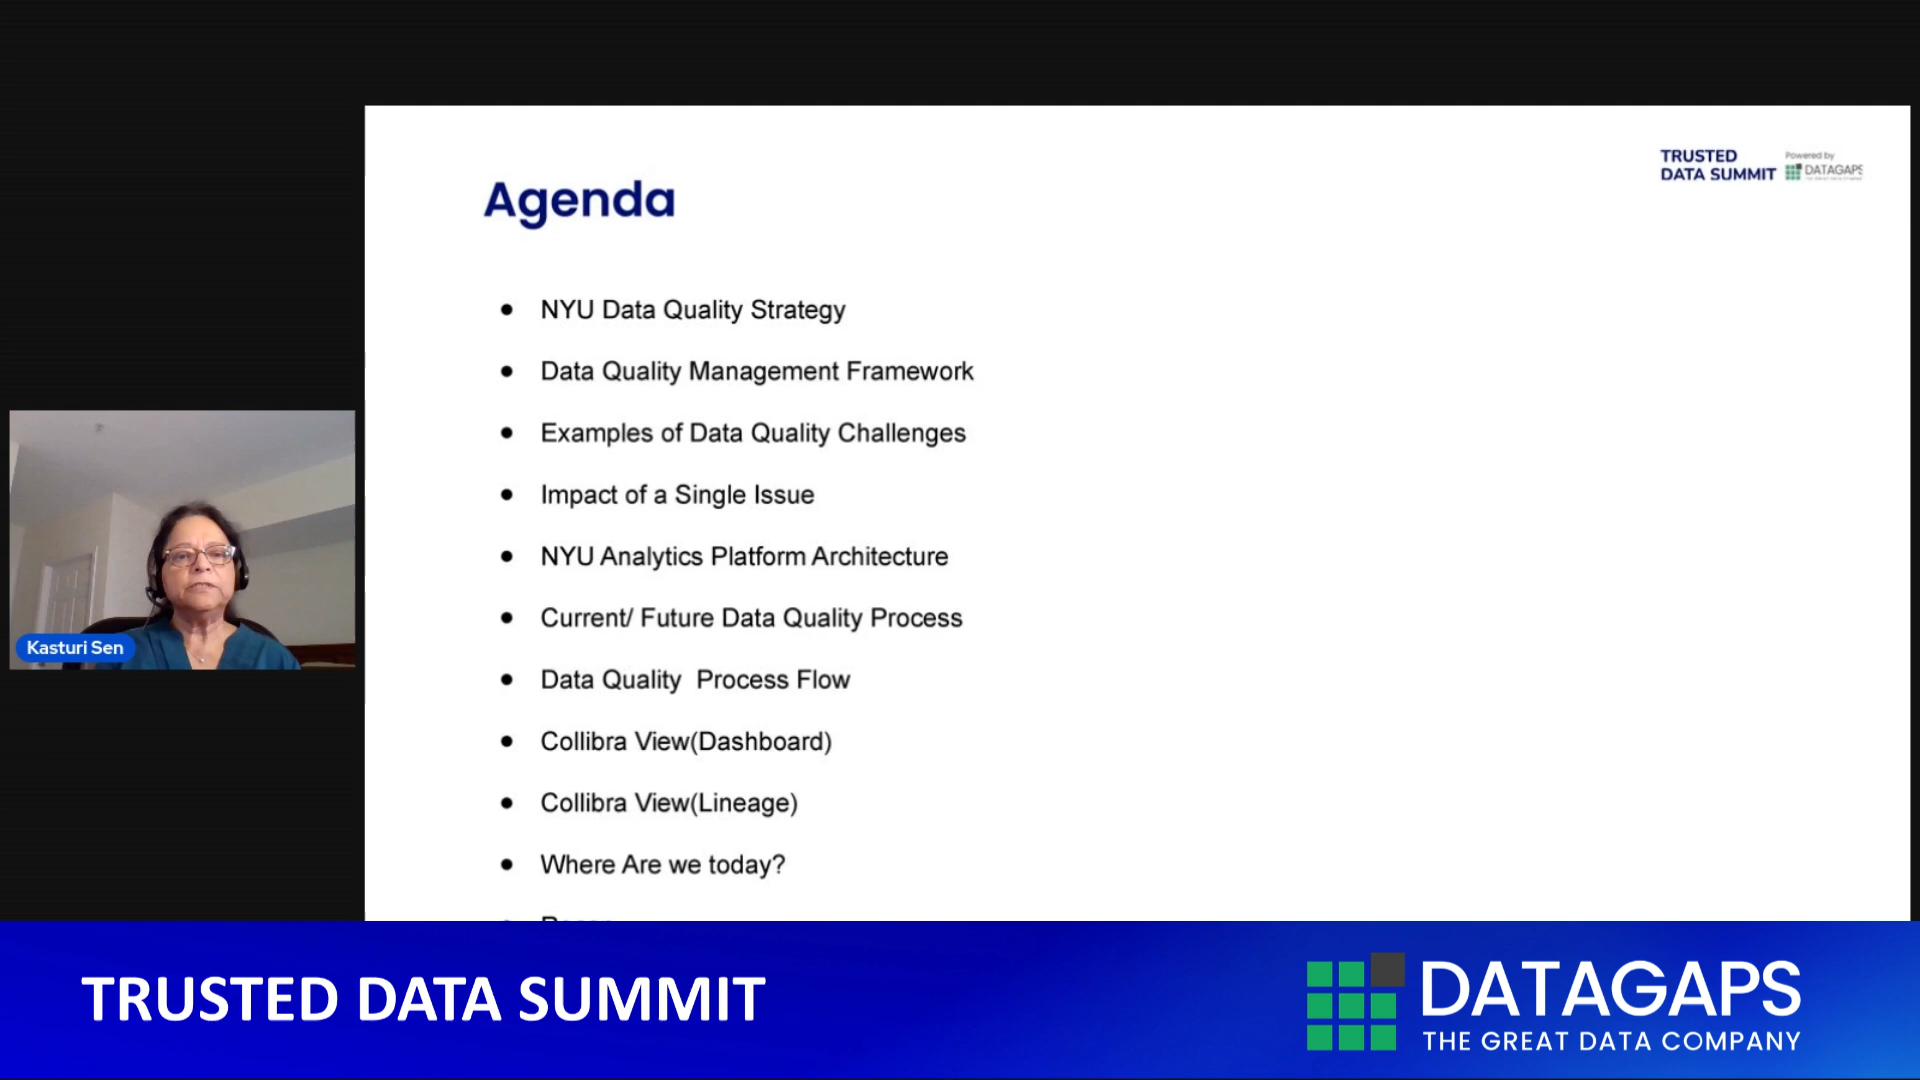 TRUSTED
DATA SUMMIT
Powered by
DATAGAPS
Agenda
● NYU Data Quality Strategy
● Data Quality Management Framework
● Examples of Data Quality Challenges
● Impact of a Single Issue
● NYU Analytics Platform Architecture
● Current/ Future Data Quality Process
● Data Quality  Process Flow
● Collibra View(Dashboard)
● Collibra View(Lineage)
● Where Are we today?
Kasturi Sen
TRUSTED DATA SUMMIT
DATAGAPS
THE GREAT DATA COMPANY